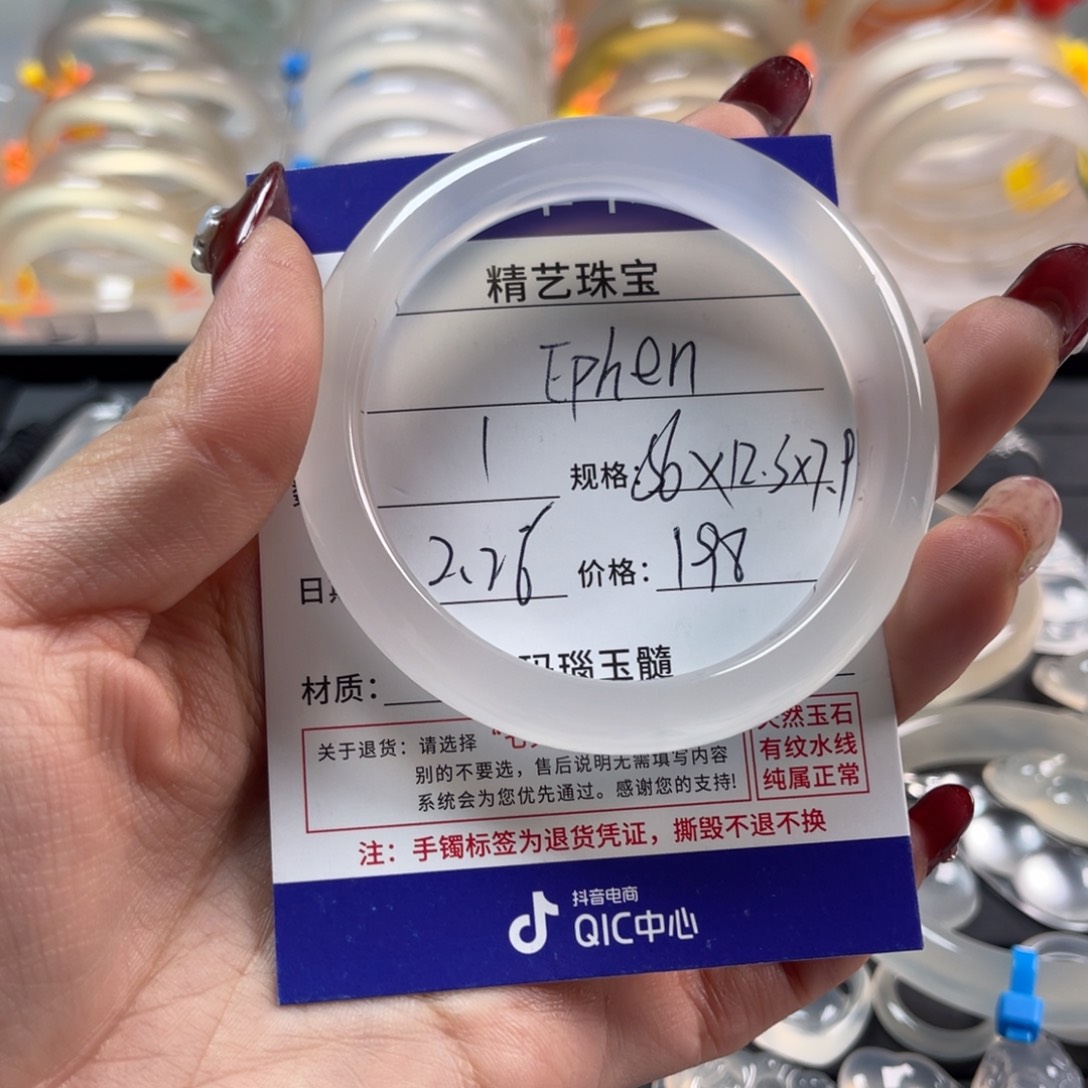 精艺珠宝
Ephen
1 规格:56X12.5x7.9
日 2.26 价格: 198
材质: 玛瑙玉髓
关于退货: 请选择 "七
别的不要选, 售后说明无需填写内容
系统会为您优先通过。感谢您的支持!
天然玉石
有纹水线
纯属正常
注: 手镯标签为退货凭证, 撕毁不退不换
抖音电商
QIC中心